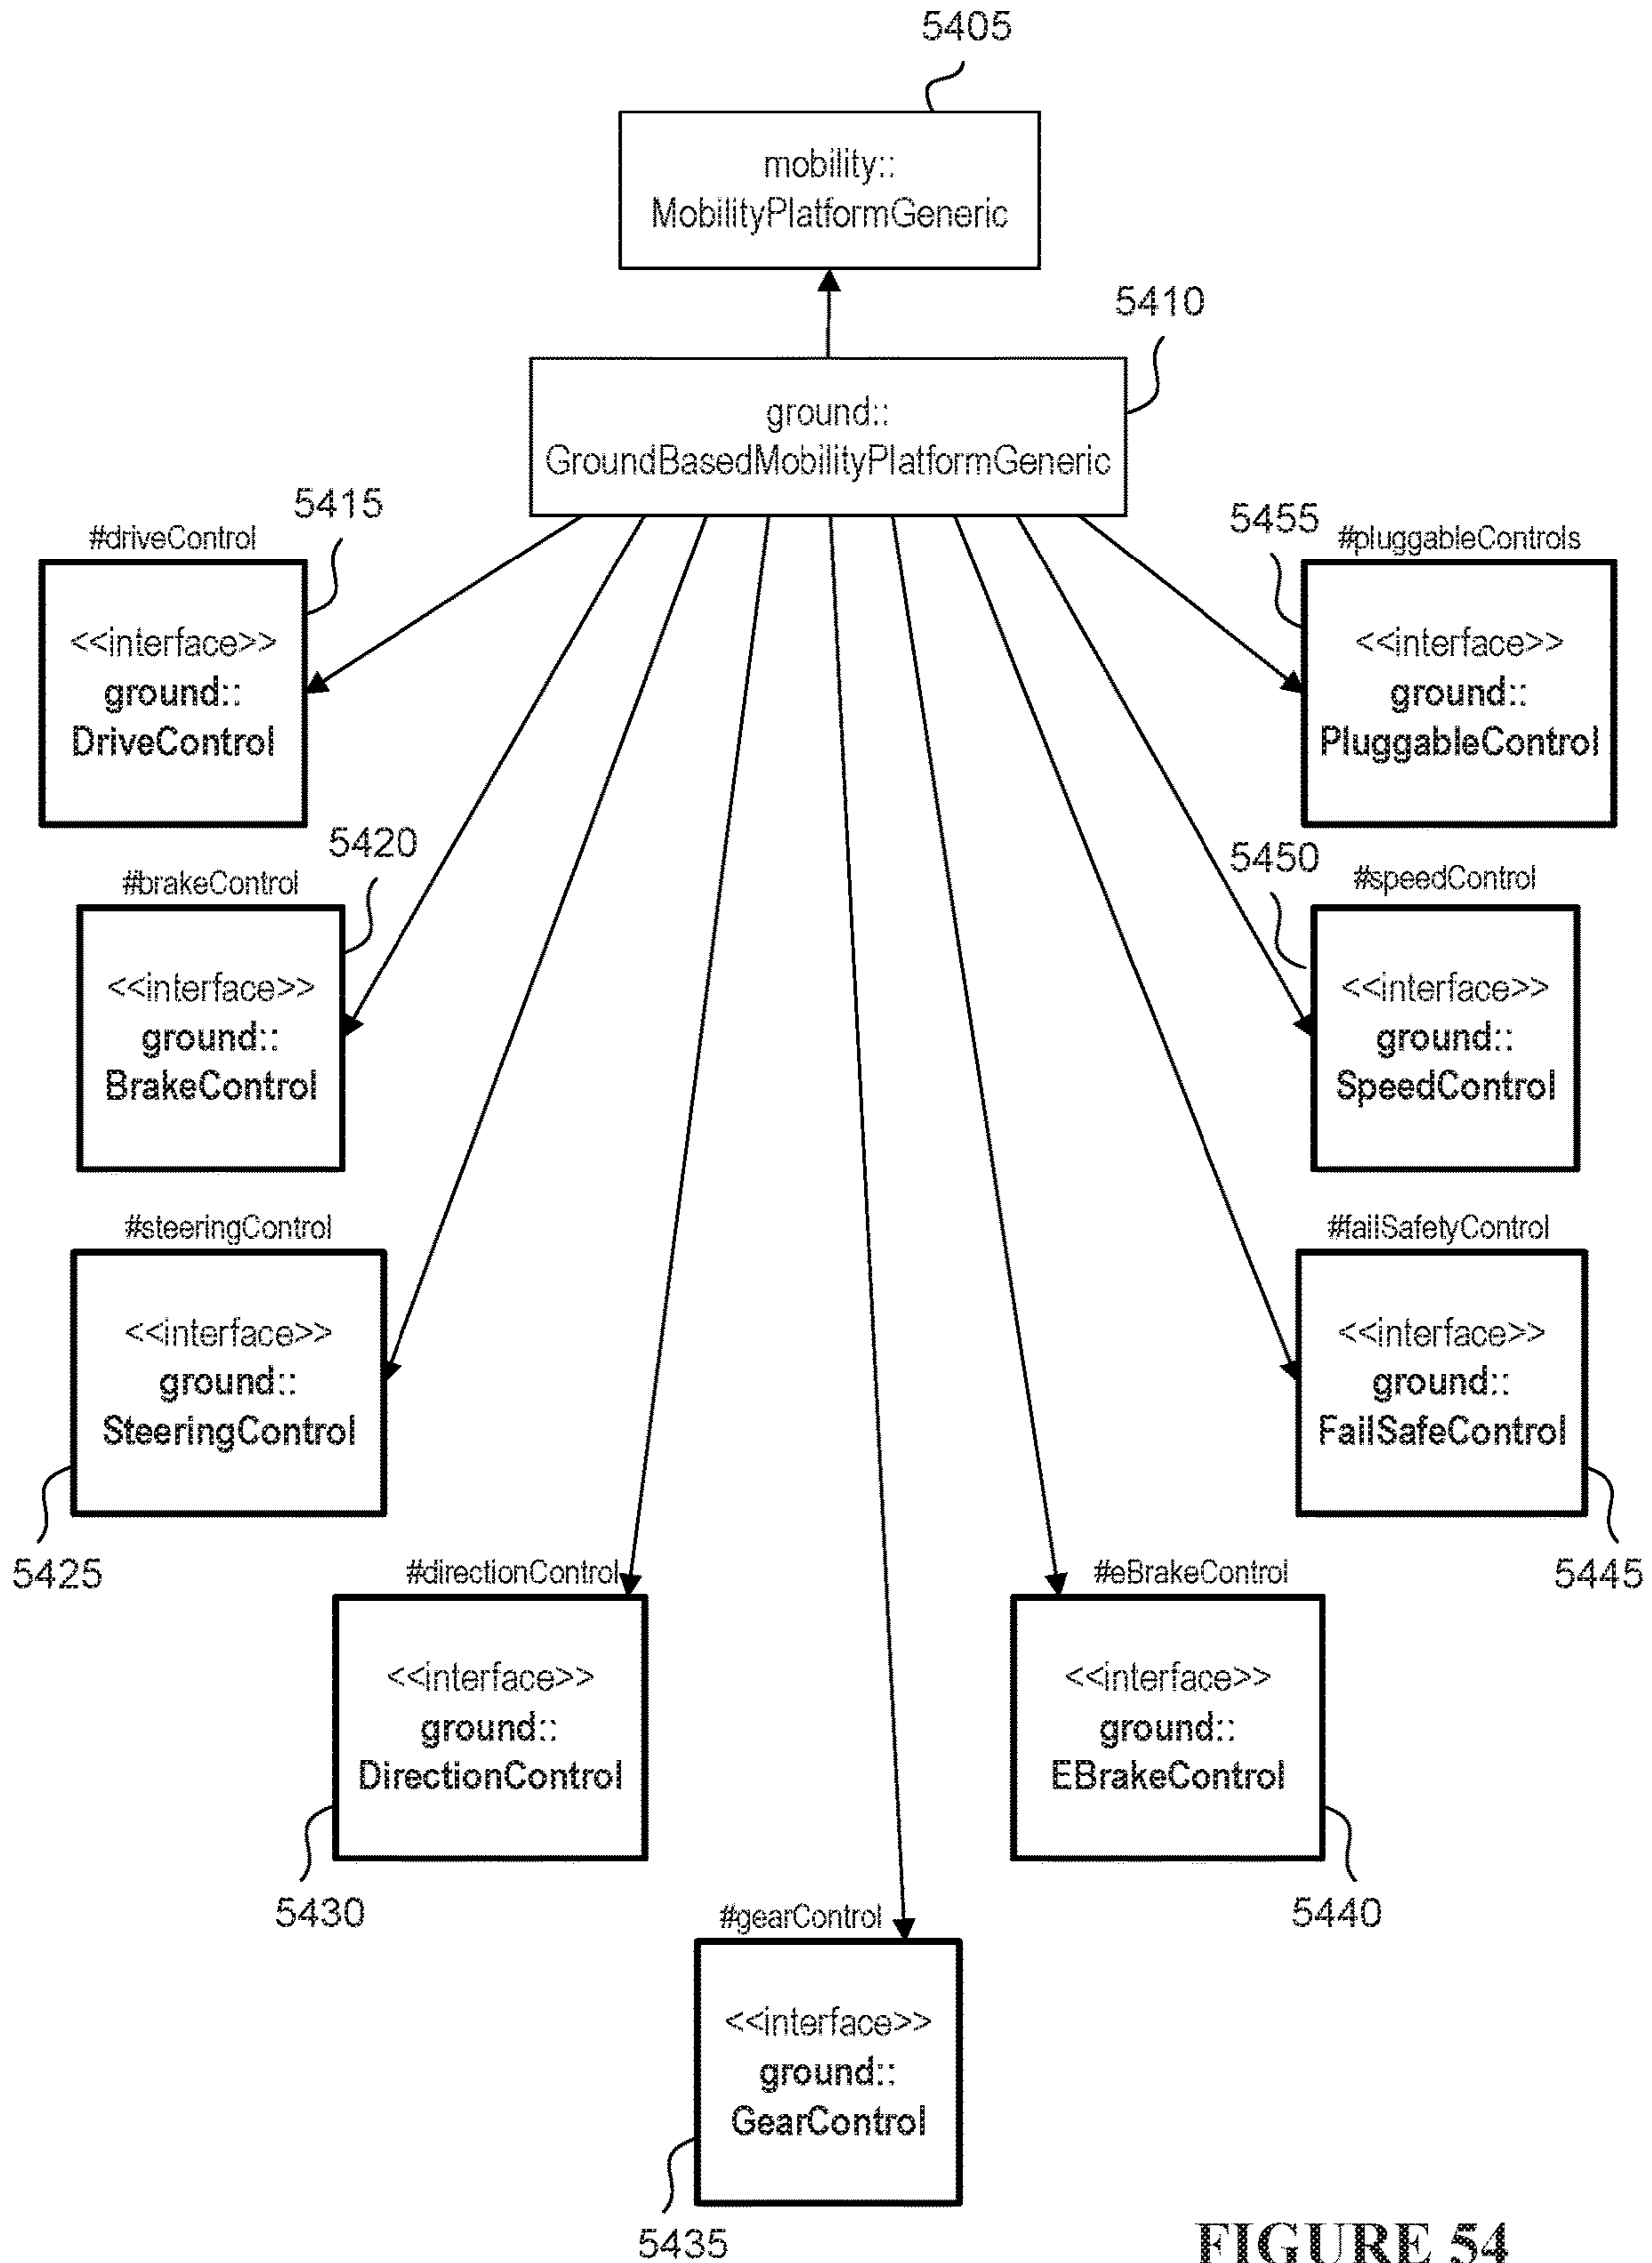 5405
mobility::
MobilityPlatformGeneric
5410
ground::
GroundBasedMobilityPlatformGeneric
5415
#driveControl
<<interface>>
ground::
DriveControl
5455
#pluggableControls
<<interface>>
ground::
PluggableControl
5420
#brakeControl
<<interface>>
ground::
BrakeControl
5450
#speedControl
<<interface>>
ground::
SpeedControl
#steeringControl
<<interface>>
ground::
SteeringControl
5425
#failSafetyControl
<<interface>>
ground::
FailSafeControl
5445
#directionControl
<<interface>>
ground::
DirectionControl
5430
#eBrakeControl
<<interface>>
ground::
EBrakeControl
5440
#gearControl
<<interface>>
ground::
GearControl
5435
FIGURE 54